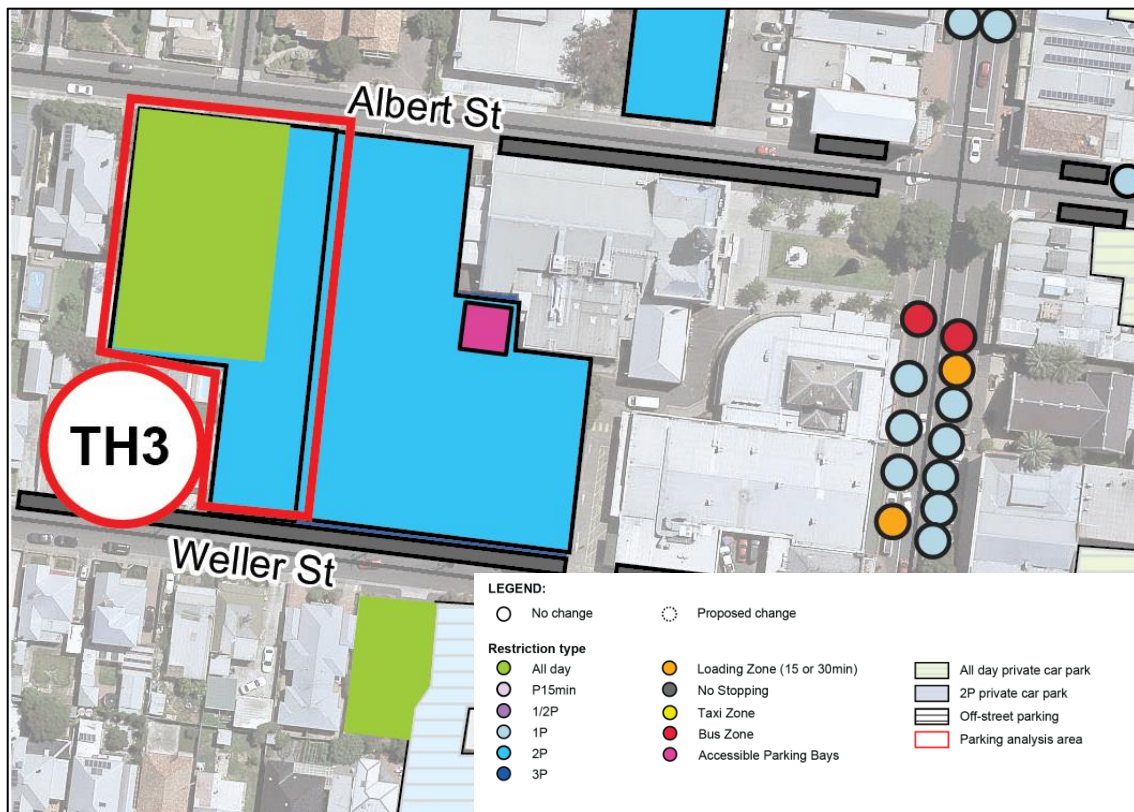 Albert St
TH3
Weller St
LEGEND:
No change
Proposed change
Restriction type
All day
P15min
1/2P
1P
2P
3P
Loading Zone (15 or 30min)
No Stopping
Taxi Zone
Bus Zone
Accessible Parking Bays
All day private car park
2P private car park
Off-street parking
Parking analysis area